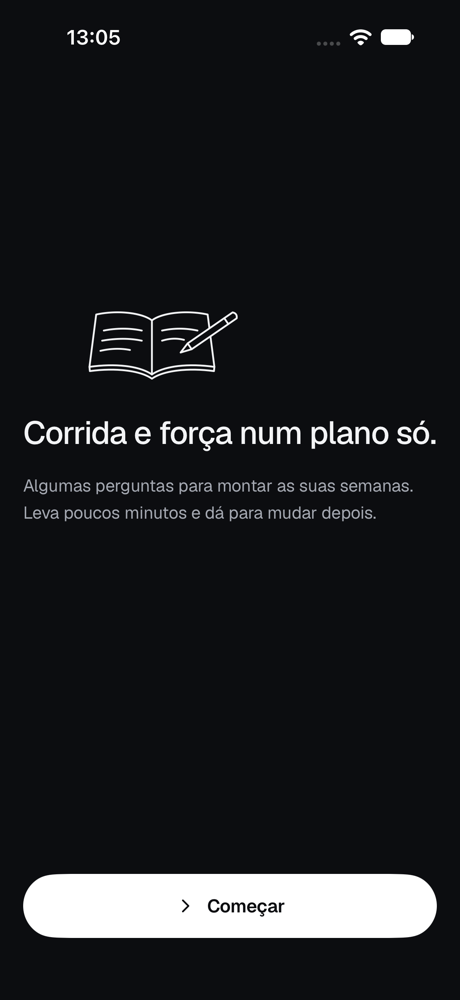 13:05
Corrida e força num plano só.
Algumas perguntas para montar as suas semanas.
Leva poucos minutos e dá para mudar depois.
Começar